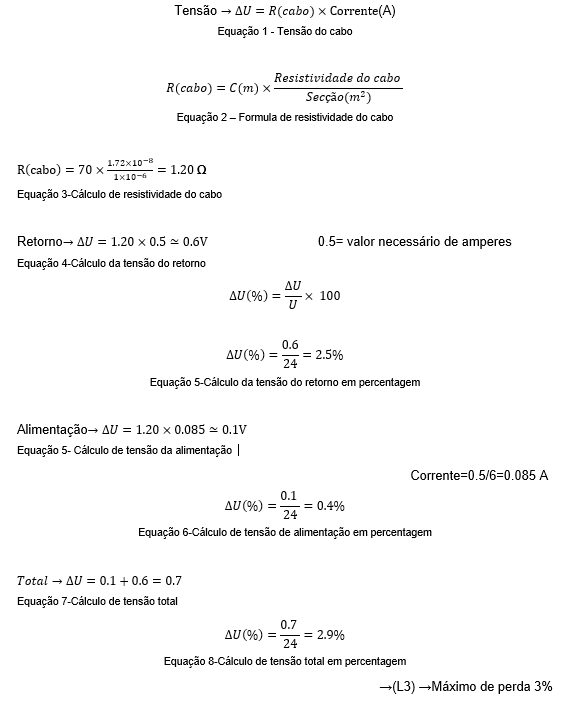 Tensão → ΔU = R(cabo) × Corrente(A)
Equação 1 - Tensão do cabo
R(cabo) = C(m) × Resistividade do cabo / Secção(m²)
Equação 2 – Formula de resistividade do cabo
R(cabo) = 70 × 1.72×10⁻⁸ / 1×10⁻⁶ = 1.20 Ω
Equação 3-Cálculo de resistividade do cabo
Retorno→ ΔU = 1.20 × 0.5 ≃ 0.6V 0.5= valor necessário de amperes
Equação 4-Cálculo da tensão do retorno
ΔU(%) = ΔU / U × 100
ΔU(%) = 0.6 / 24 = 2.5%
Equação 5-Cálculo da tensão do retorno em percentagem
Alimentação→ ΔU = 1.20 × 0.085 ≃ 0.1V
Equação 5- Cálculo de tensão da alimentação
Corrente=0.5/6=0.085 A
ΔU(%) = 0.1 / 24 = 0.4%
Equação 6-Cálculo de tensão de alimentação em percentagem
Total → ΔU = 0.1 + 0.6 = 0.7
Equação 7-Cálculo de tensão total
ΔU(%) = 0.7 / 24 = 2.9%
Equação 8-Cálculo de tensão total em percentagem
→(L3) →Máximo de perda 3%